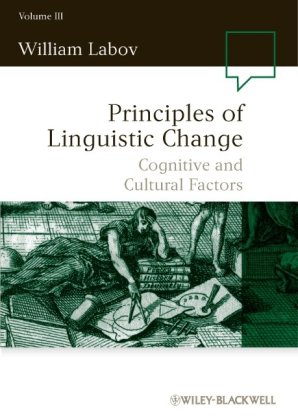 Volume III
William Labov
Principles of
Linguistic Change
Cognitive and
Cultural Factors
WILEY-BLACKWELL